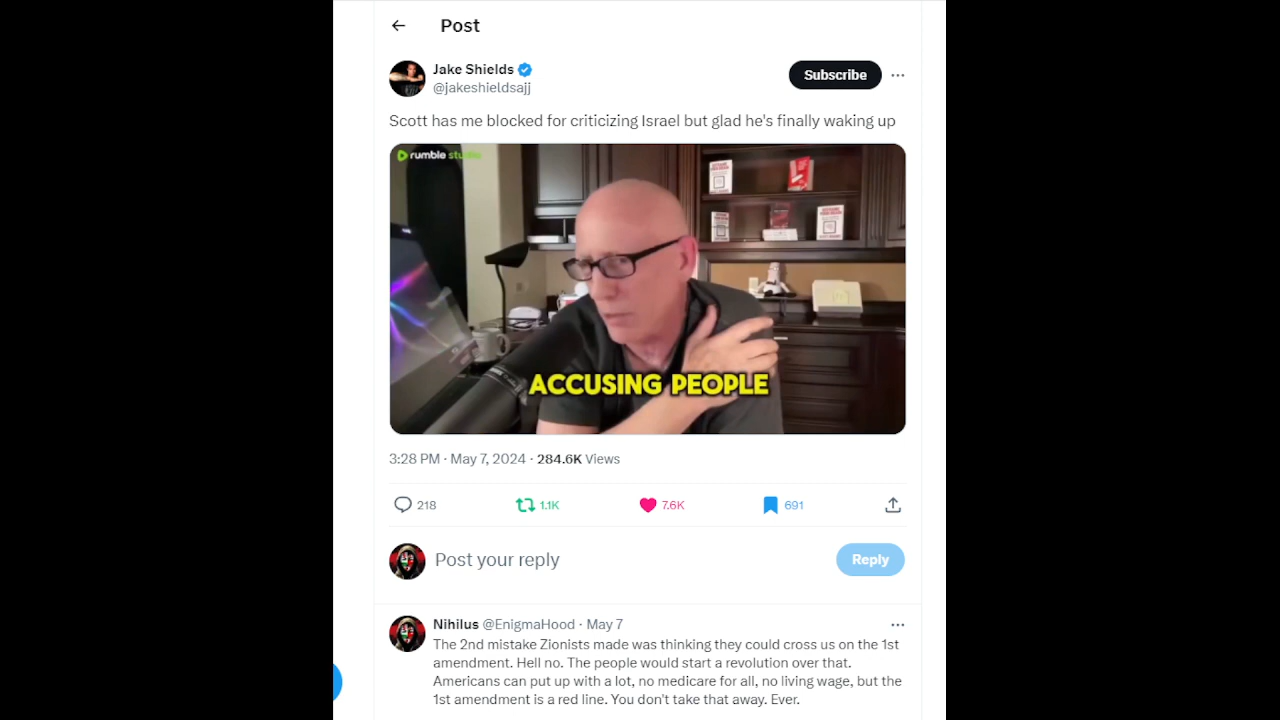 Post
Jake Shields
@jakeshieldsajj
Subscribe
Scott has me blocked for criticizing Israel but glad he's finally waking up
rumble studio
ACCUSING PEOPLE
3:28 PM · May 7, 2024 · 284.6K Views
218
1.1K
7.6K
691
Post your reply
Reply
Nihilus @EnigmaHood · May 7
The 2nd mistake Zionists made was thinking they could cross us on the 1st
amendment. Hell no. The people would start a revolution over that.
Americans can put up with a lot, no medicare for all, no living wage, but the
1st amendment is a red line. You don't take that away. Ever.